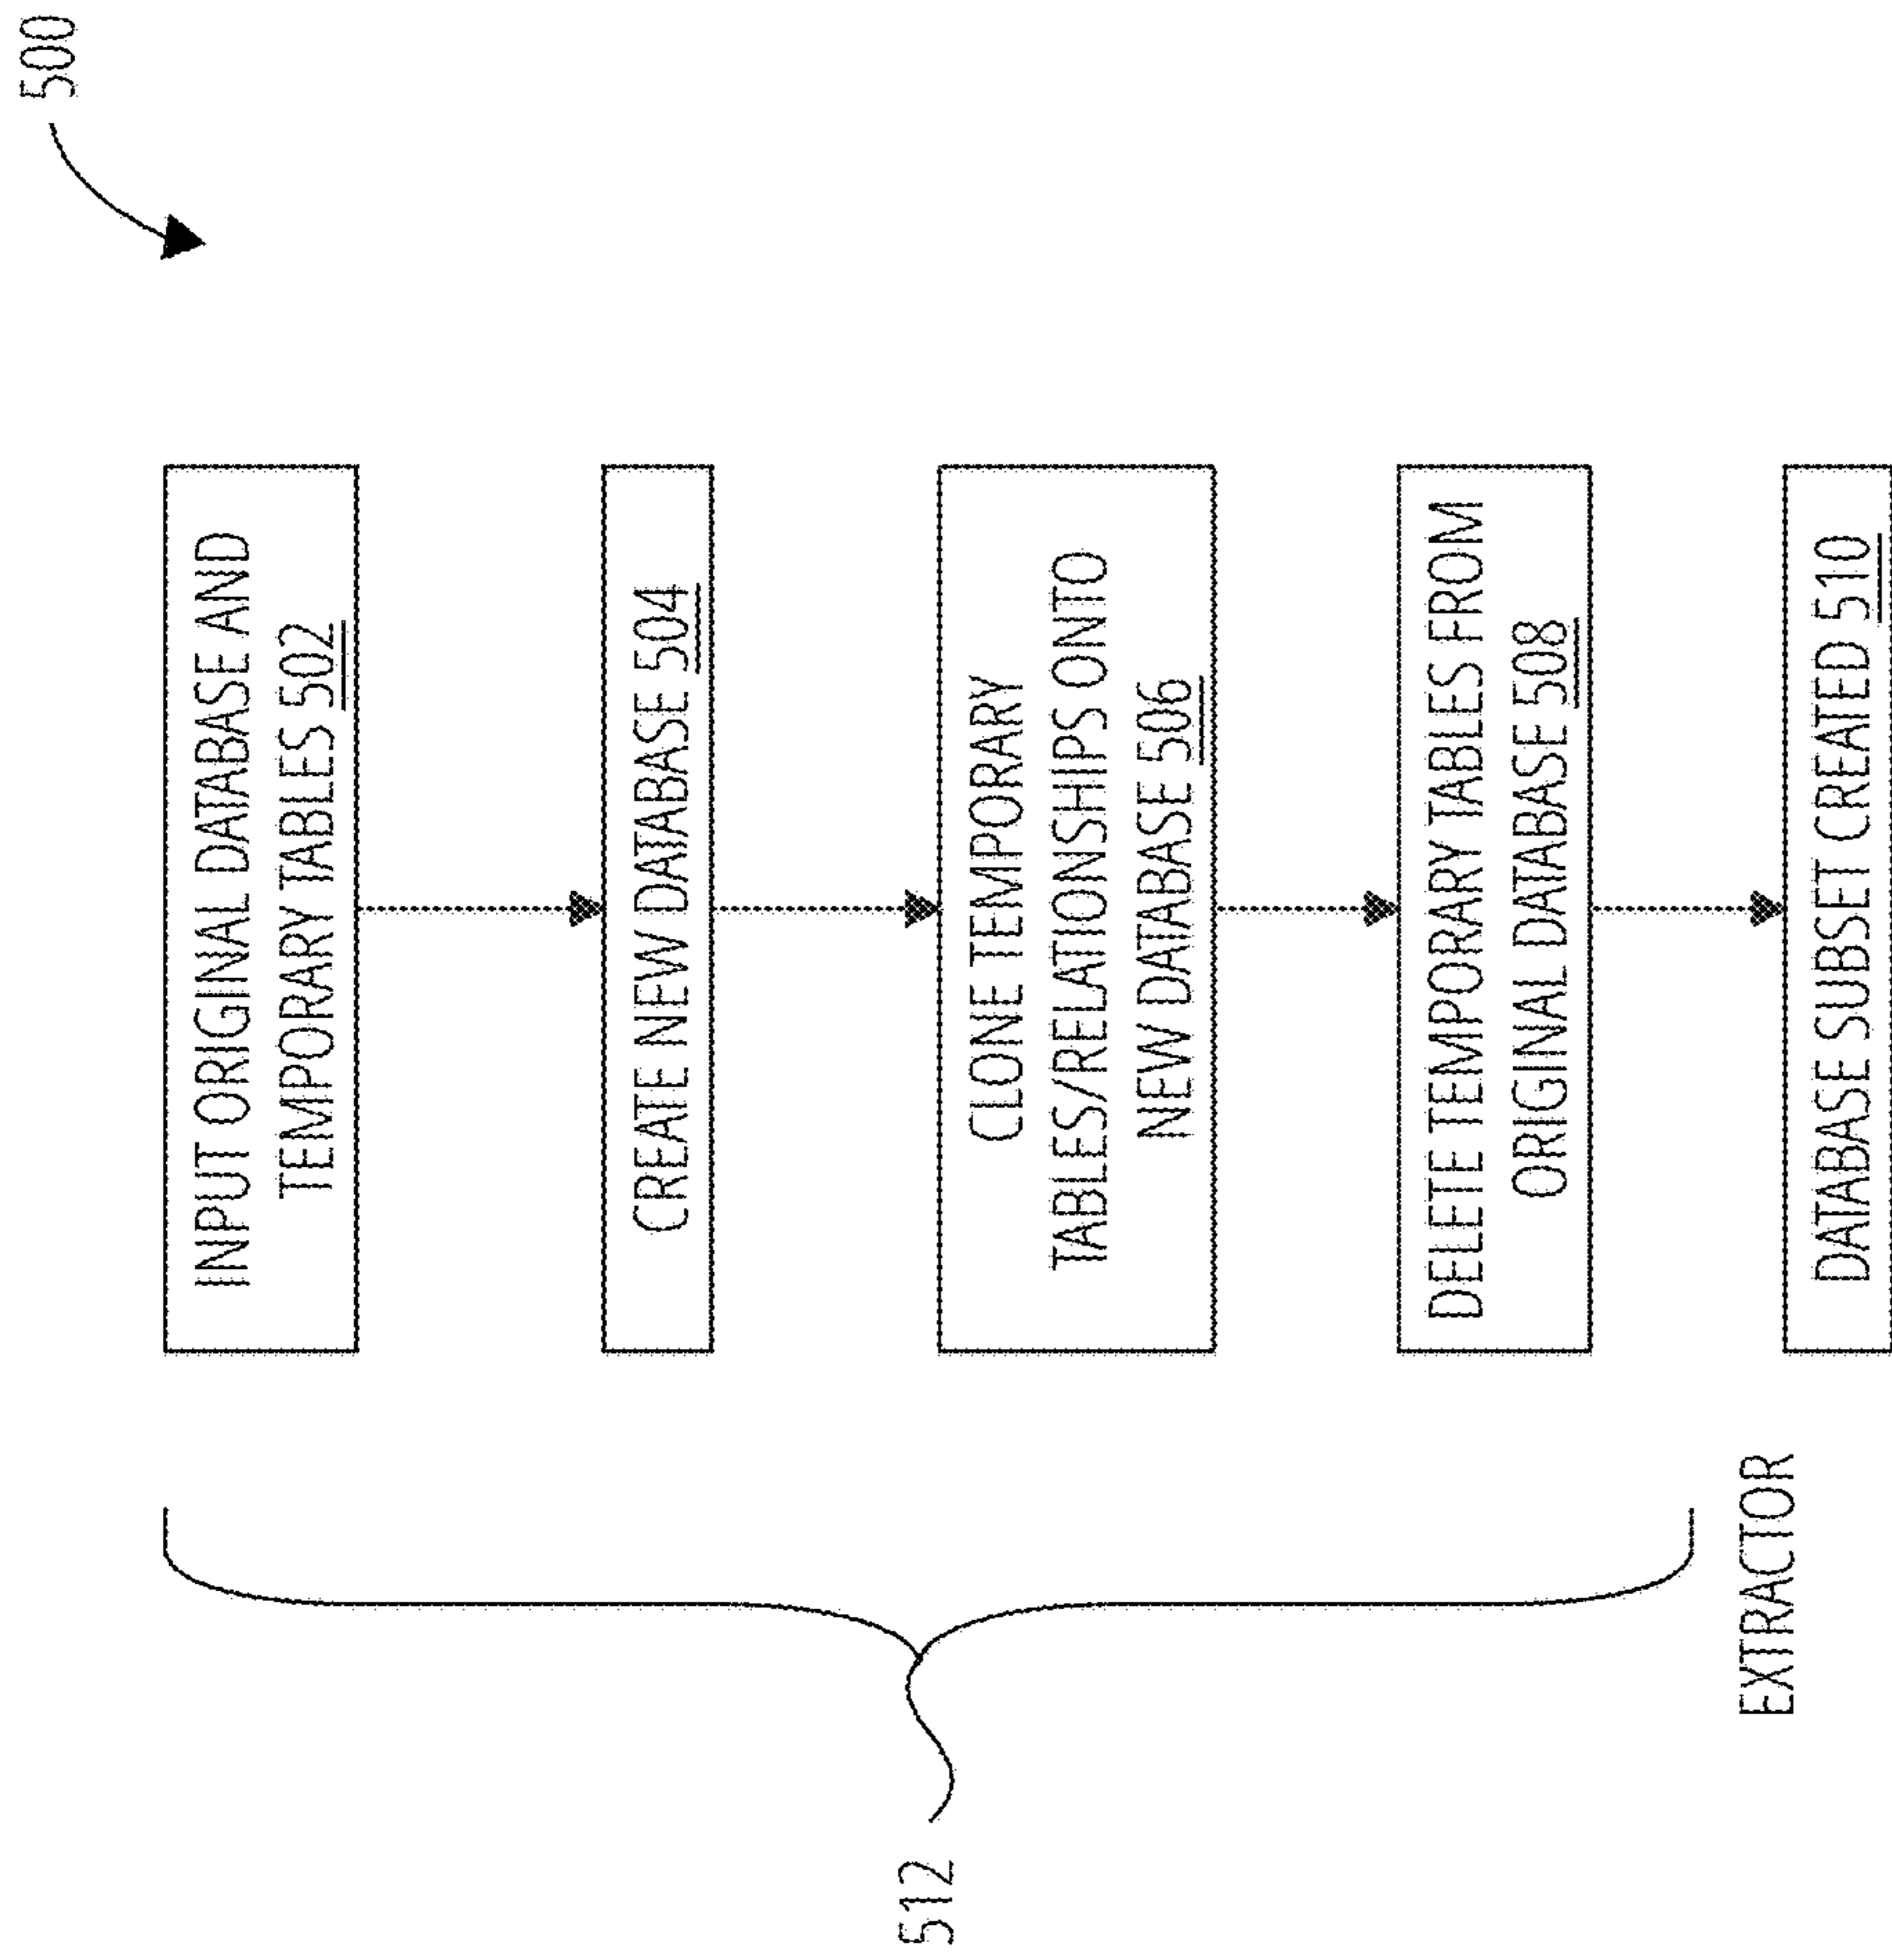 500
INPUT ORIGINAL DATABASE AND
TEMPORARY TABLES 502
CREATE NEW DATABASE 504
CLONE TEMPORARY
TABLES/RELATIONSHIPS ONTO
NEW DATABASE 506
DELETE TEMPORARY TABLES FROM
ORIGINAL DATABASE 508
DATABASE SUBSET CREATED 510
512
EXTRACTOR